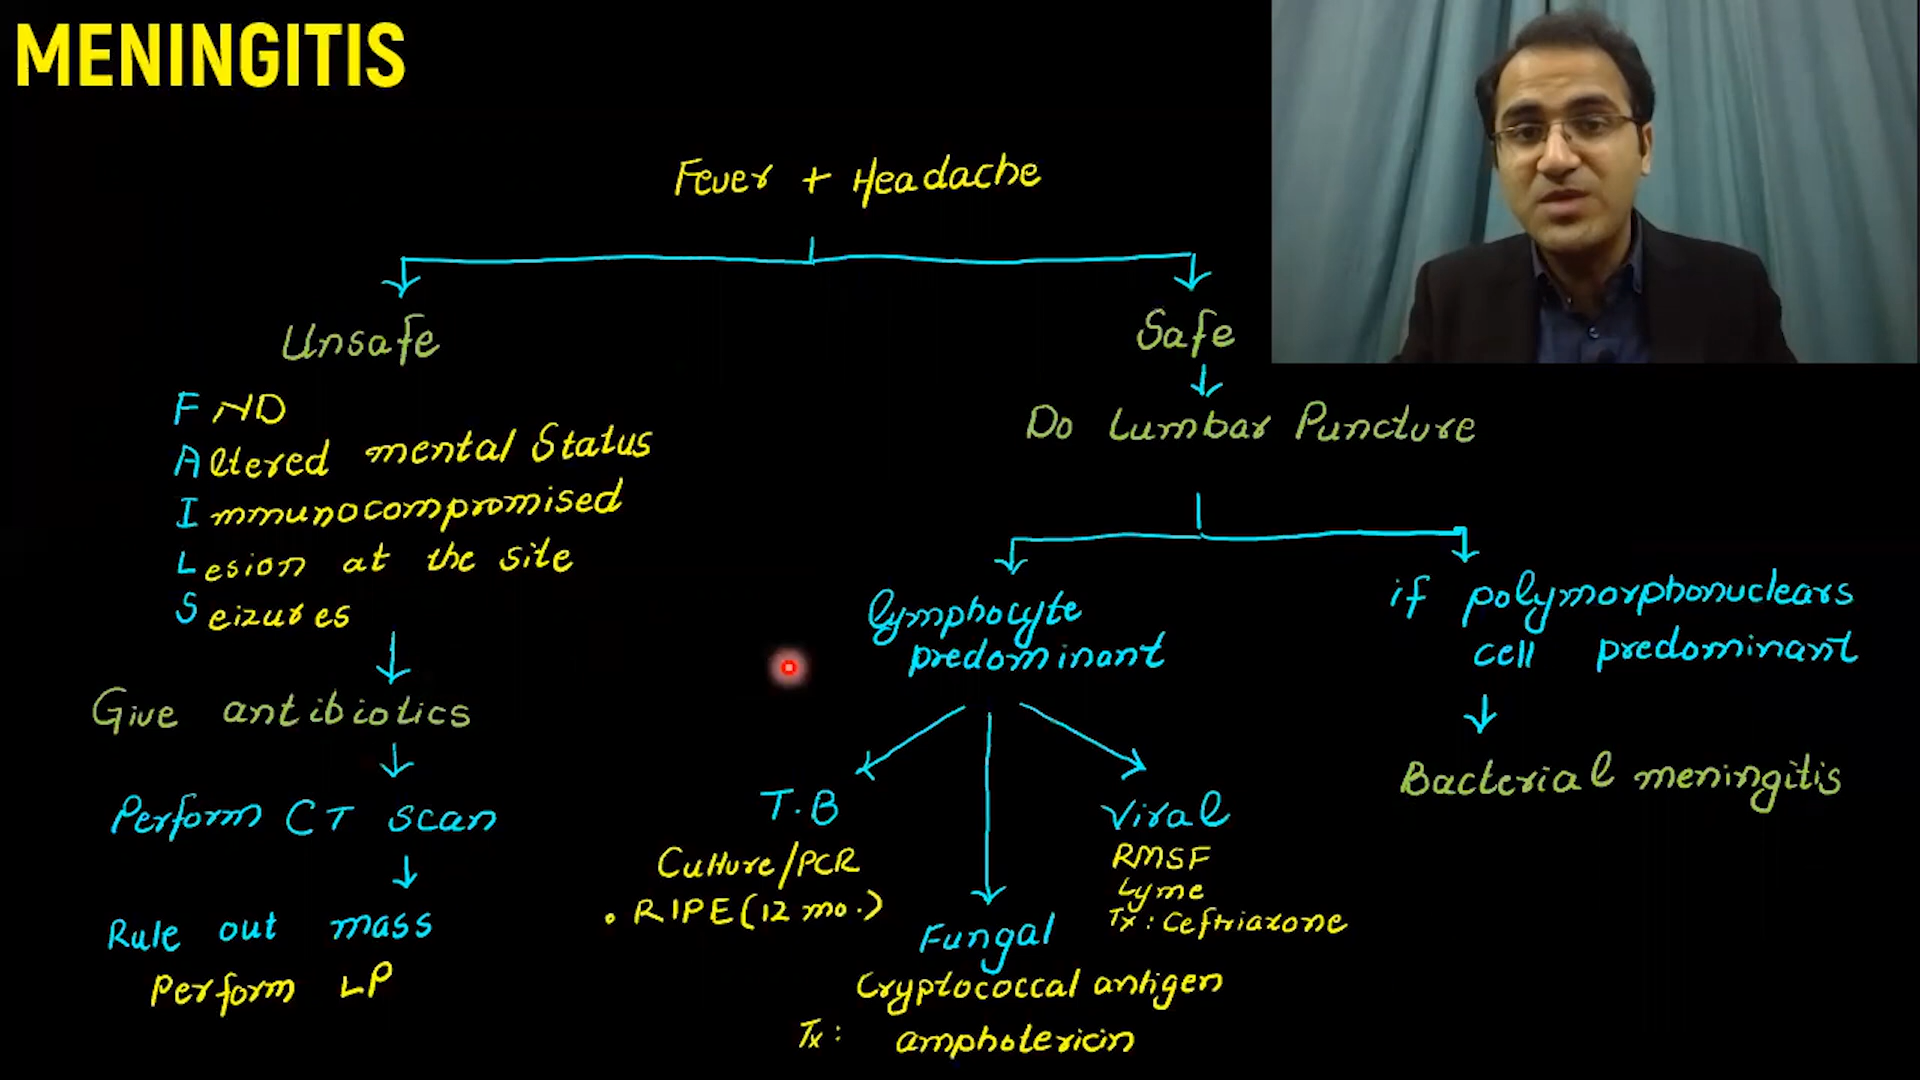 MENINGITIS
Fever + Headache
Unsafe
FND
Altered mental Status
Immunocompromised
Lesion at the site
Seizures
Give antibiotics
Perform CT scan
Rule out mass
Perform LP
Safe
Do Lumbar Puncture
lymphocyte
predominant
T.B
Culture/PCR
. RIPE (12 mo.)
Fungal
Cryptococcal antigen
Tx: amphotericin
Viral
RMSF
Lyme
Tx: Ceftriaxone
if polymorphonuclears
cell predominant
Bacterial meningitis